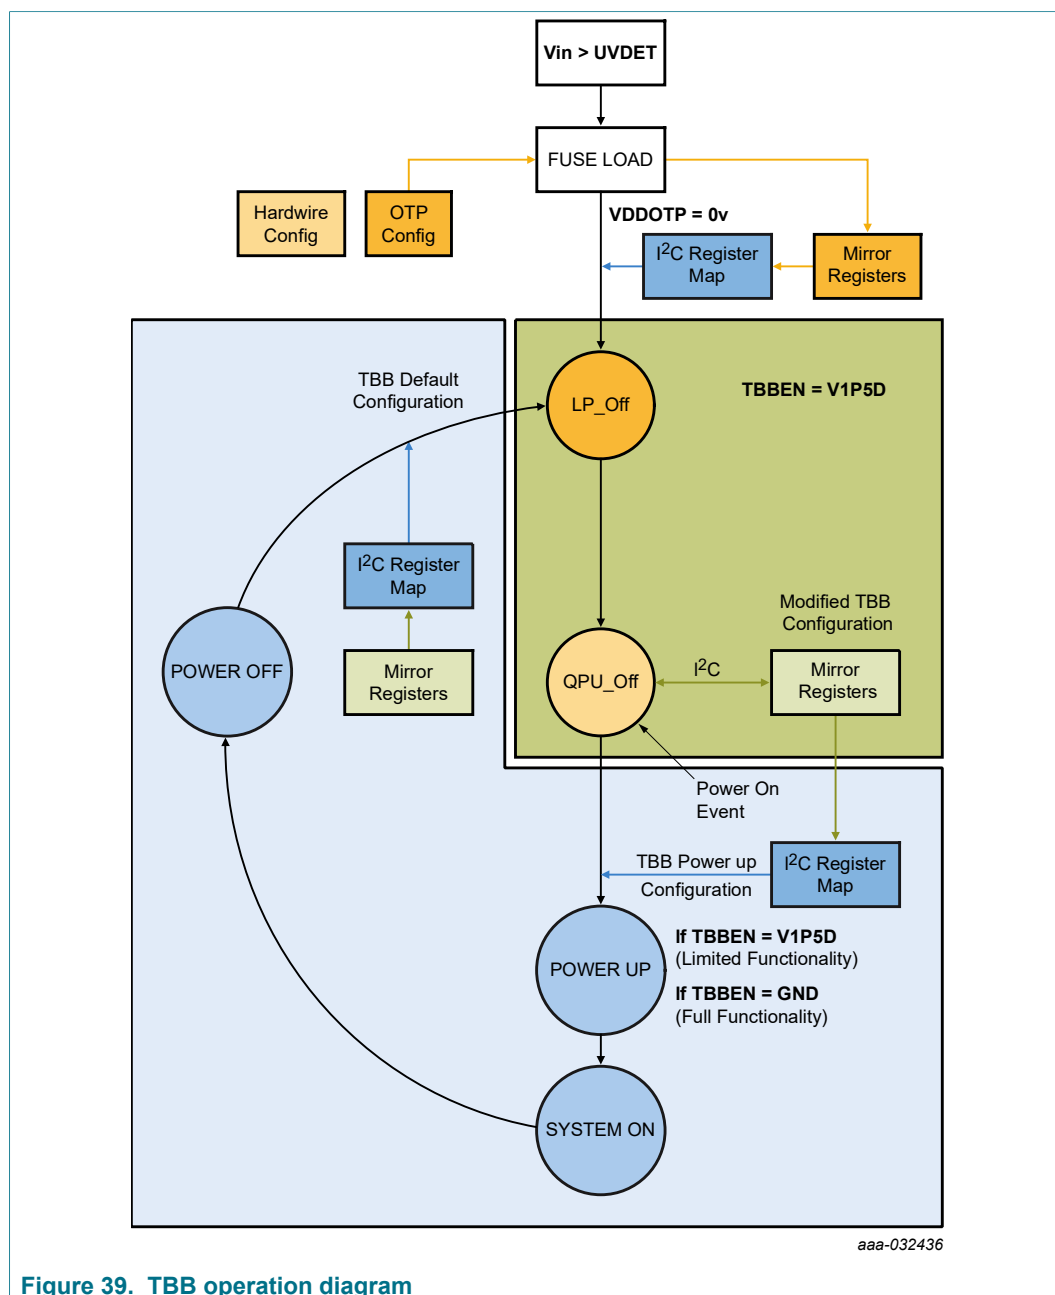 Vin > UVDET
FUSE LOAD
Hardwire
Config
OTP
Config
VDDOTP = 0v
I²C Register
Map
Mirror
Registers
TBB Default
Configuration
LP_Off
TBBEN = V1P5D
I²C Register
Map
Modified TBB
Configuration
POWER OFF
Mirror
Registers
QPU_Off
I²C
Mirror
Registers
Power On
Event
TBB Power up
Configuration
I²C Register
Map
POWER UP
If TBBEN = V1P5D
(Limited Functionality)
If TBBEN = GND
(Full Functionality)
SYSTEM ON
aaa-032436
Figure 39. TBB operation diagram